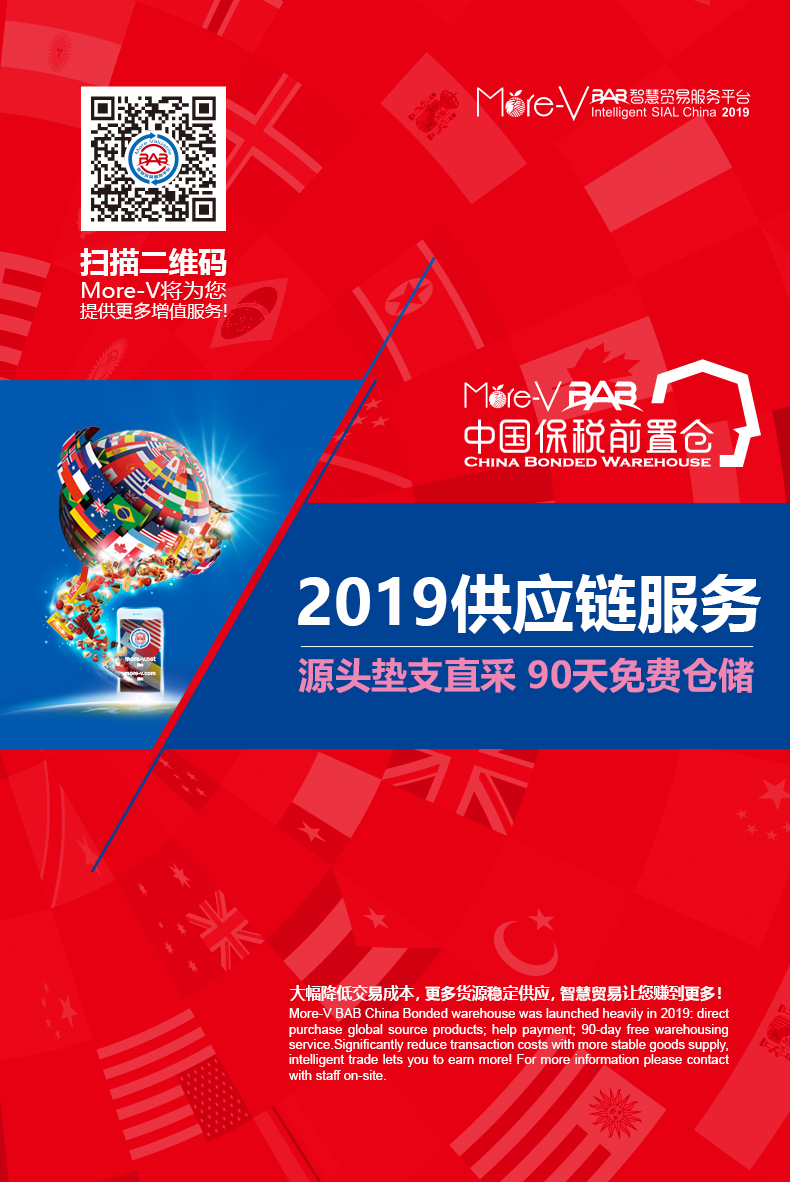 More-V BAB 智慧贸易服务平台
Intelligent SIAL China 2019
BAB
扫描二维码
More-V将为您
提供更多增值服务!
More-V BAB
中国保税前置仓
CHINA BONDED WAREHOUSE
2019供应链服务
源头垫支直采 90天免费仓储
more-v.net
more-v.com
大幅降低交易成本，更多货源稳定供应，智慧贸易让您赚到更多！
More-V BAB China Bonded warehouse was launched heavily in 2019: direct
purchase global source products; help payment; 90-day free warehousing
service.Significantly reduce transaction costs with more stable goods supply,
intelligent trade lets you to earn more! For more information please contact
with staff on-site.